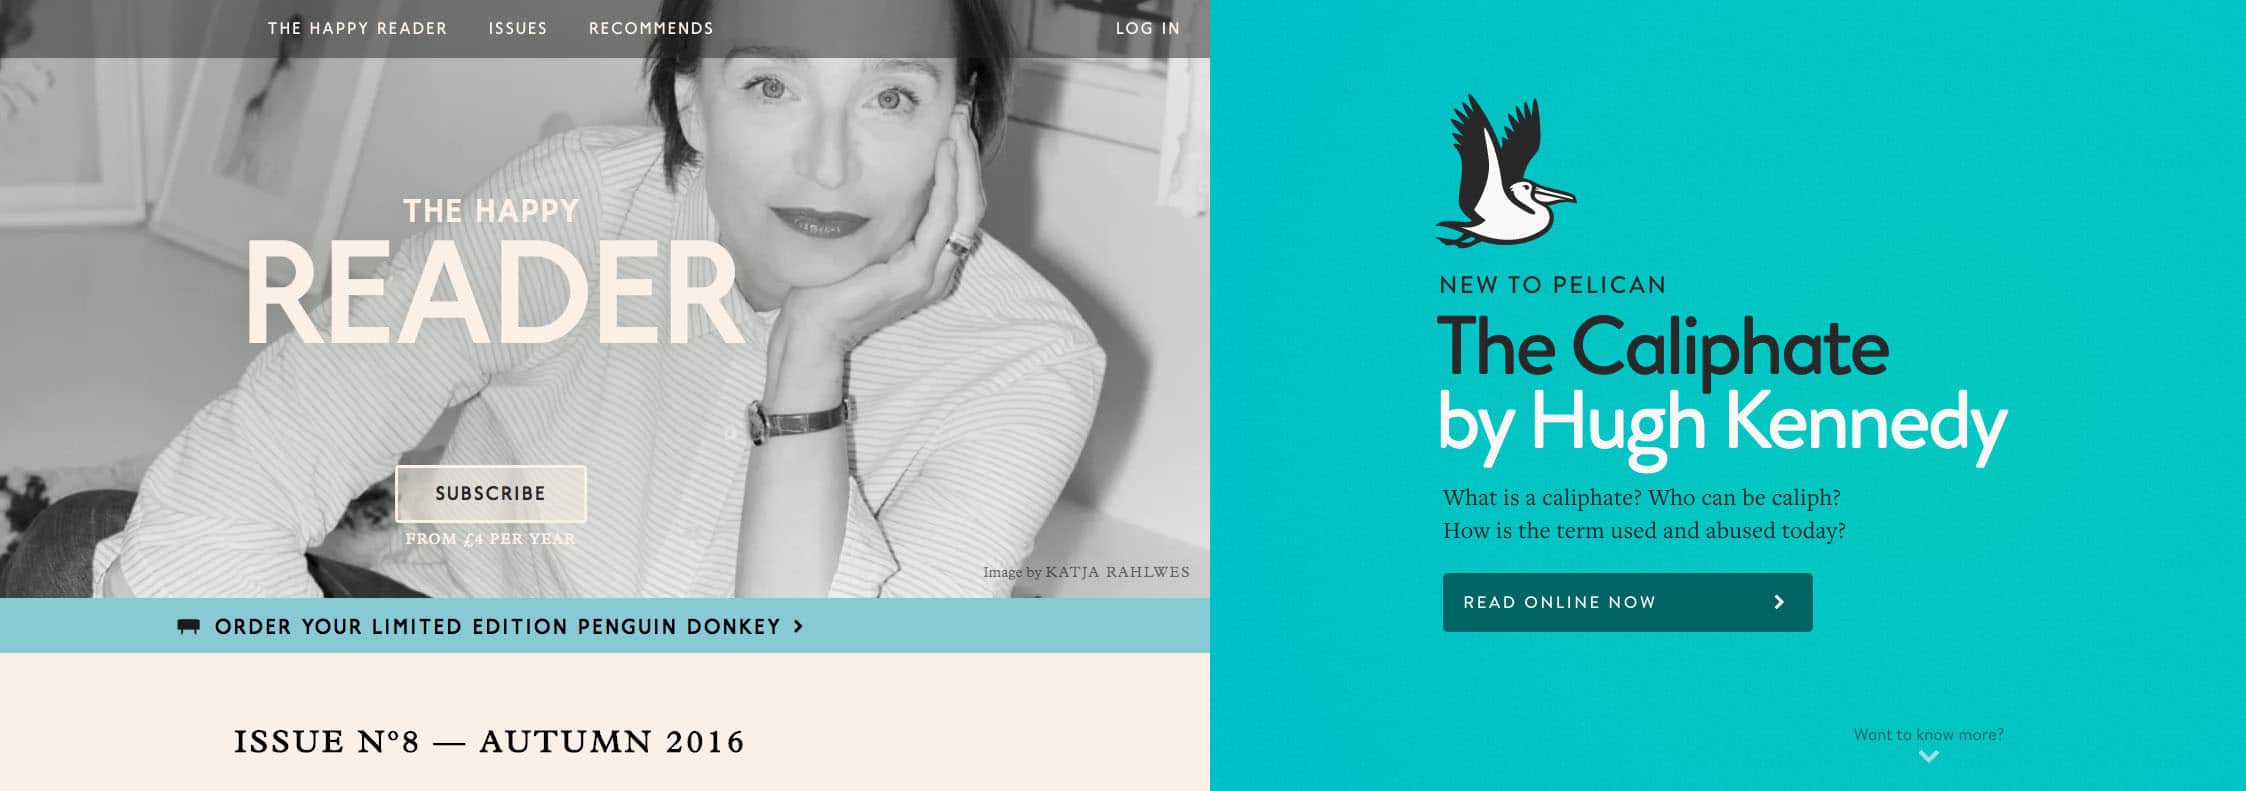 THE HAPPY READER ISSUES RECOMMENDS LOG IN
THE HAPPY
READER
SUBSCRIBE
FROM £4 PER YEAR
Image by KATJA RAHLWES
ORDER YOUR LIMITED EDITION PENGUIN DONKEY
ISSUE Nº8 — AUTUMN 2016
NEW TO PELICAN
The Caliphate
by Hugh Kennedy
What is a caliphate? Who can be caliph?
How is the term used and abused today?
READ ONLINE NOW
Want to know more?